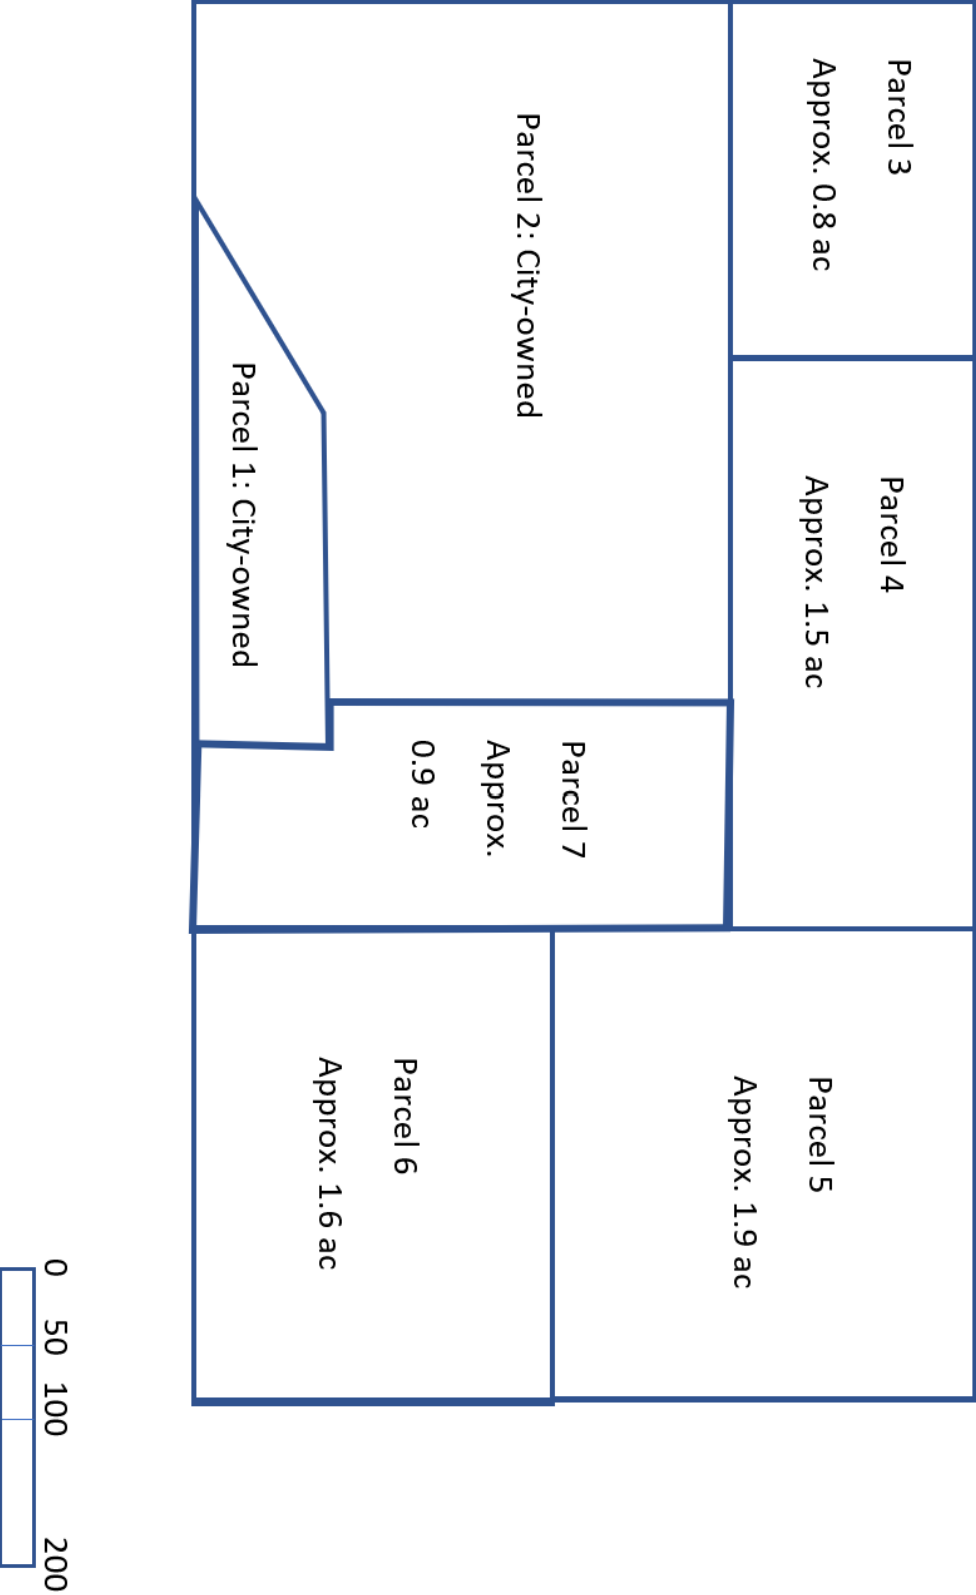 Parcel 3
Approx. 0.8 ac
Parcel 4
Approx. 1.5 ac
Parcel 5
Approx. 1.9 ac
Parcel 2: City-owned
Parcel 7
Approx.
0.9 ac
Parcel 6
Approx. 1.6 ac
Parcel 1: City-owned
0 50 100 200